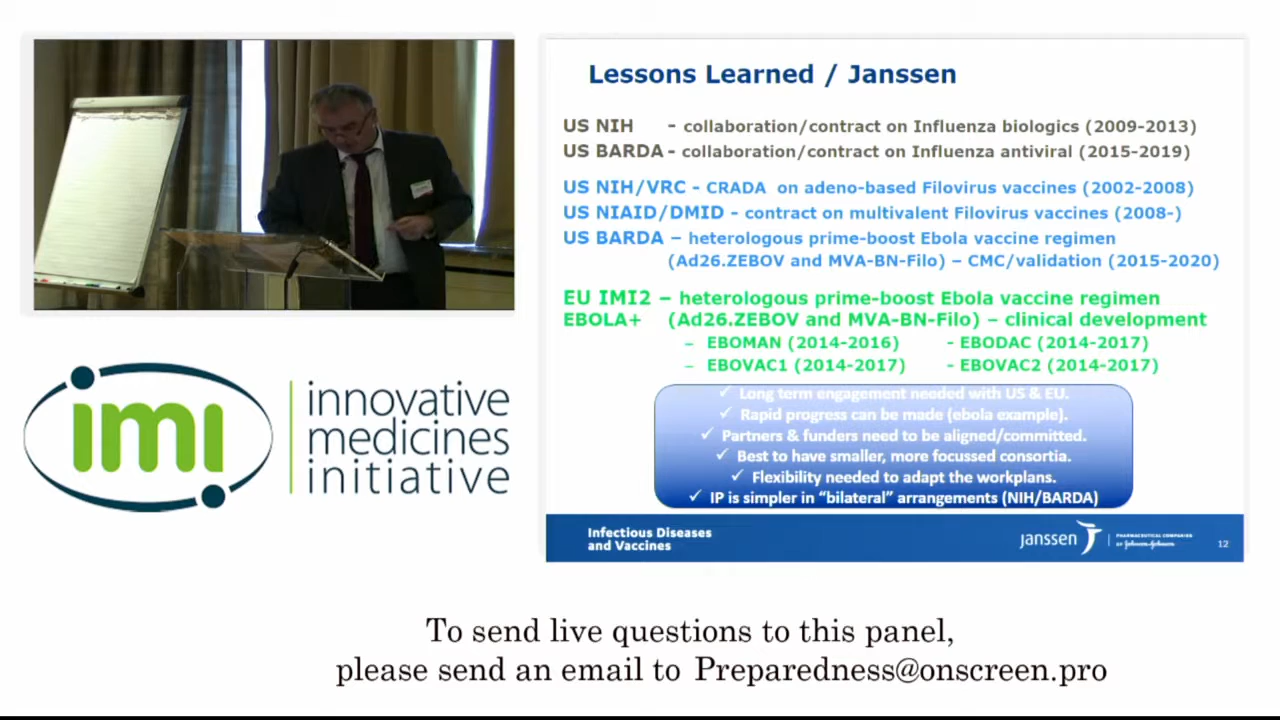 Lessons Learned / Janssen
US NIH - collaboration/contract on Influenza biologics (2009-2013)
US BARDA - collaboration/contract on Influenza antiviral (2015-2019)
US NIH/VRC - CRADA on adeno-based Filovirus vaccines (2002-2008)
US NIAID/DMID - contract on multivalent Filovirus vaccines (2008-)
US BARDA – heterologous prime-boost Ebola vaccine regimen
(Ad26.ZEBOV and MVA-BN-Filo) – CMC/validation (2015-2020)
EU IMI2 – heterologous prime-boost Ebola vaccine regimen
EBOLA+ (Ad26.ZEBOV and MVA-BN-Filo) – clinical development
– EBOMAN (2014-2016) - EBODAC (2014-2017)
– EBOVAC1 (2014-2017) - EBOVAC2 (2014-2017)
✓ Long term engagement needed with US & EU.
✓ Rapid progress can be made (ebola example).
✓ Partners & funders need to be aligned/committed.
✓ Best to have smaller, more focussed consortia.
✓ Flexibility needed to adapt the workplans.
✓ IP is simpler in “bilateral” arrangements (NIH/BARDA)
Infectious Diseases
and Vaccines
janssen
PHARMACEUTICAL COMPANIES
OF Johnson-Johnson
12
imi
innovative
medicines
initiative
To send live questions to this panel,
please send an email to Preparedness@onscreen.pro